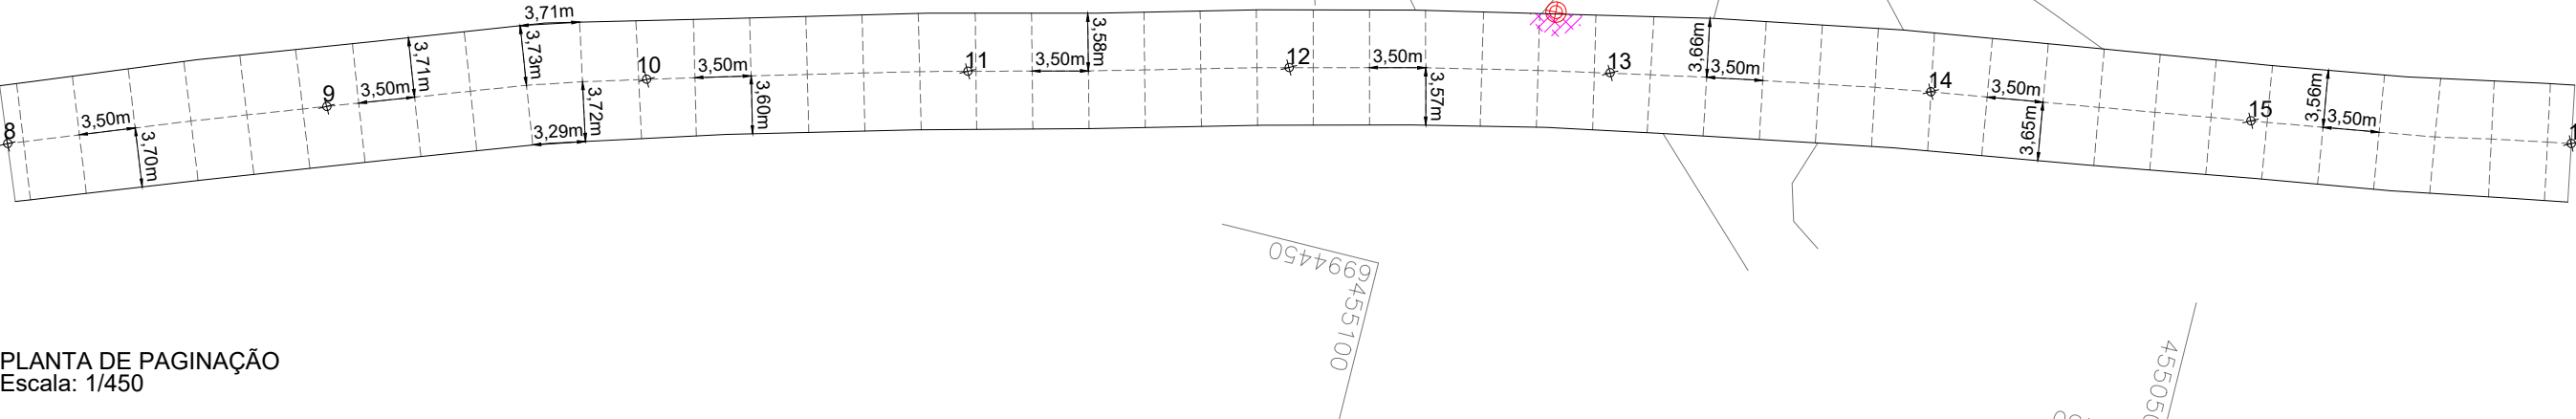 3,71m
3,73m
3,71m
3,50m
9
8
3,50m
3,70m
3,29m
3,72m
10
3,50m
3,60m
11
3,50m
3,58m
12
3,50m
3,57m
13
3,66m
3,50m
14
3,50m
3,65m
15
3,56m
3,50m
6994450
455100
PLANTA DE PAGINAÇÃO
Escala: 1/450